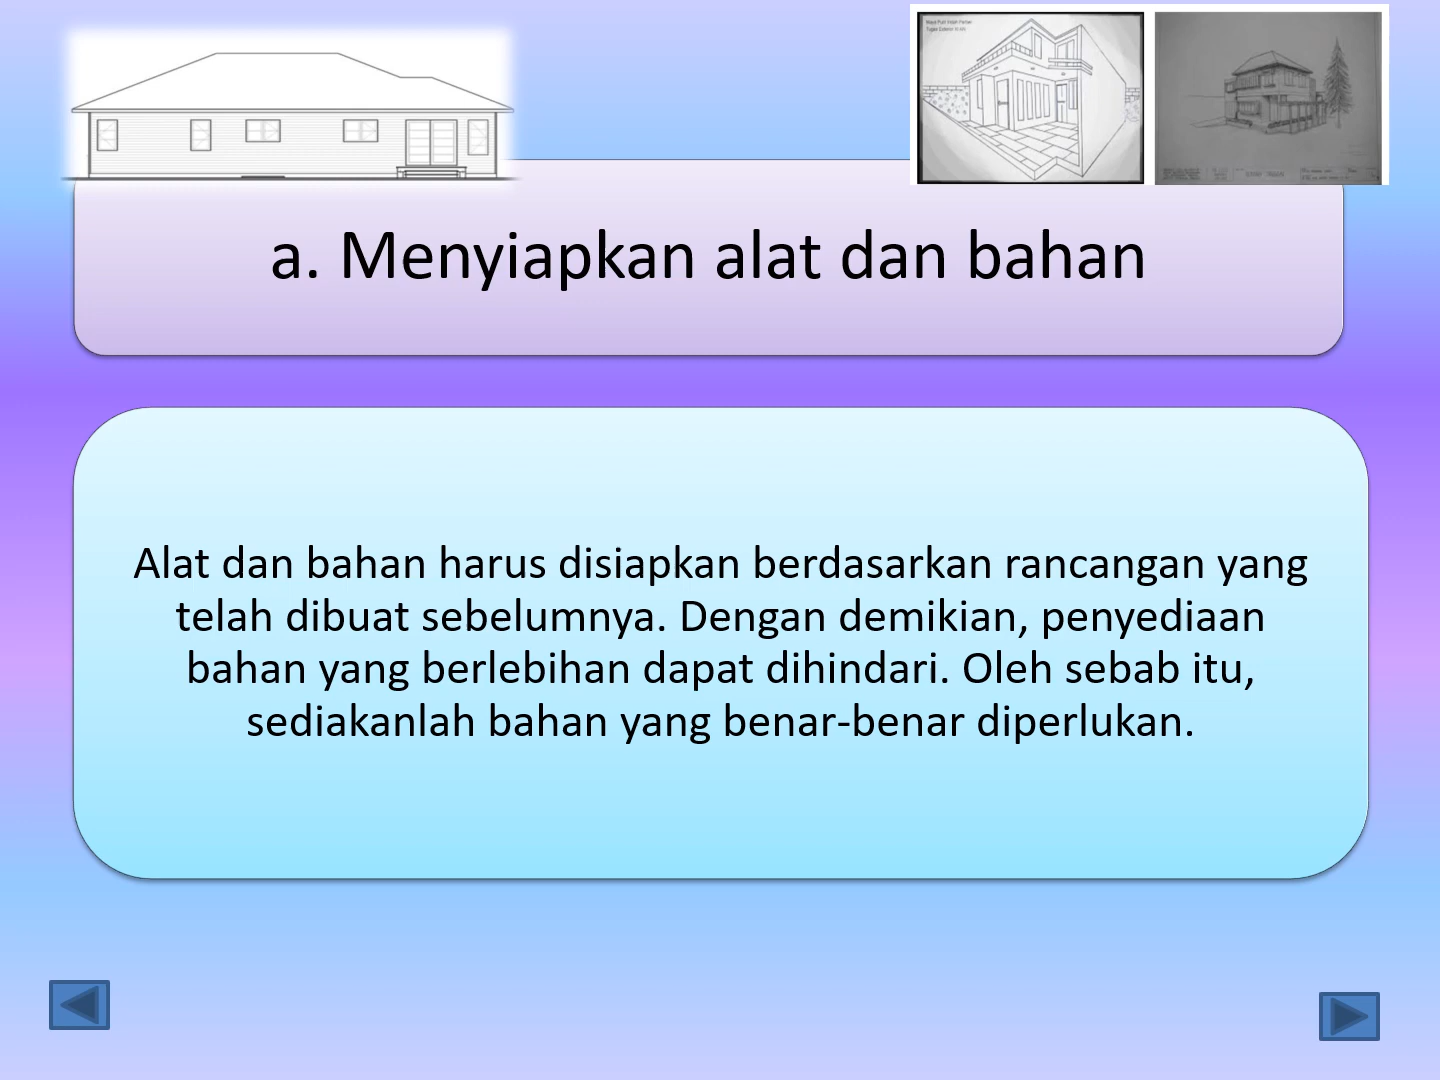 a. Menyiapkan alat dan bahan
Alat dan bahan harus disiapkan berdasarkan rancangan yang
telah dibuat sebelumnya. Dengan demikian, penyediaan
bahan yang berlebihan dapat dihindari. Oleh sebab itu,
sediakanlah bahan yang benar-benar diperlukan.